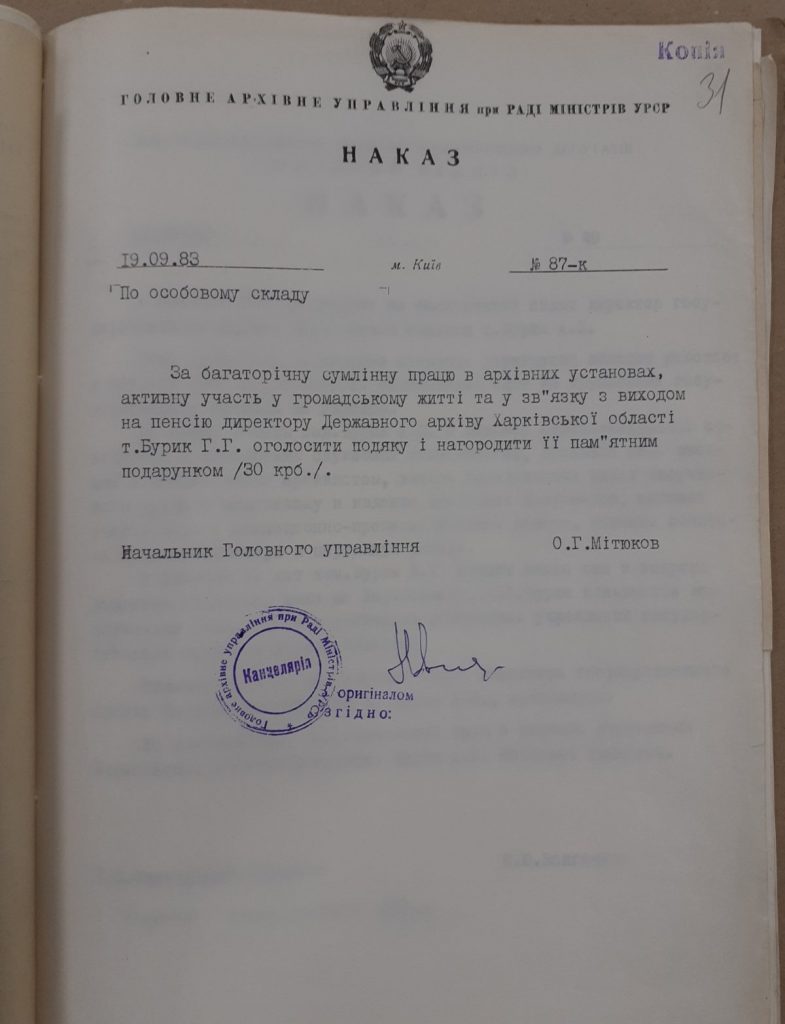 Копія
31
ГОЛОВНЕ АРХІВНЕ УПРАВЛІННЯ при РАДІ МІНІСТРІВ УРСР
НАКАЗ
19.09.83 м. Київ № 87-к
По особовому складу
За багаторічну сумлінну працю в архівних установах,
активну участь у громадському житті та у зв"язку з виходом
на пенсію директору Державного архіву Харківської області
т.Бурик Г.Г. оголосити подяку і нагородити її пам"ятним
подарунком /30 крб./.
Начальник Головного управління О.Г.Мітюков
Головне архівне управління при Раді Міністрів УРСР *
Канцелярія
оригіналом
згідно: